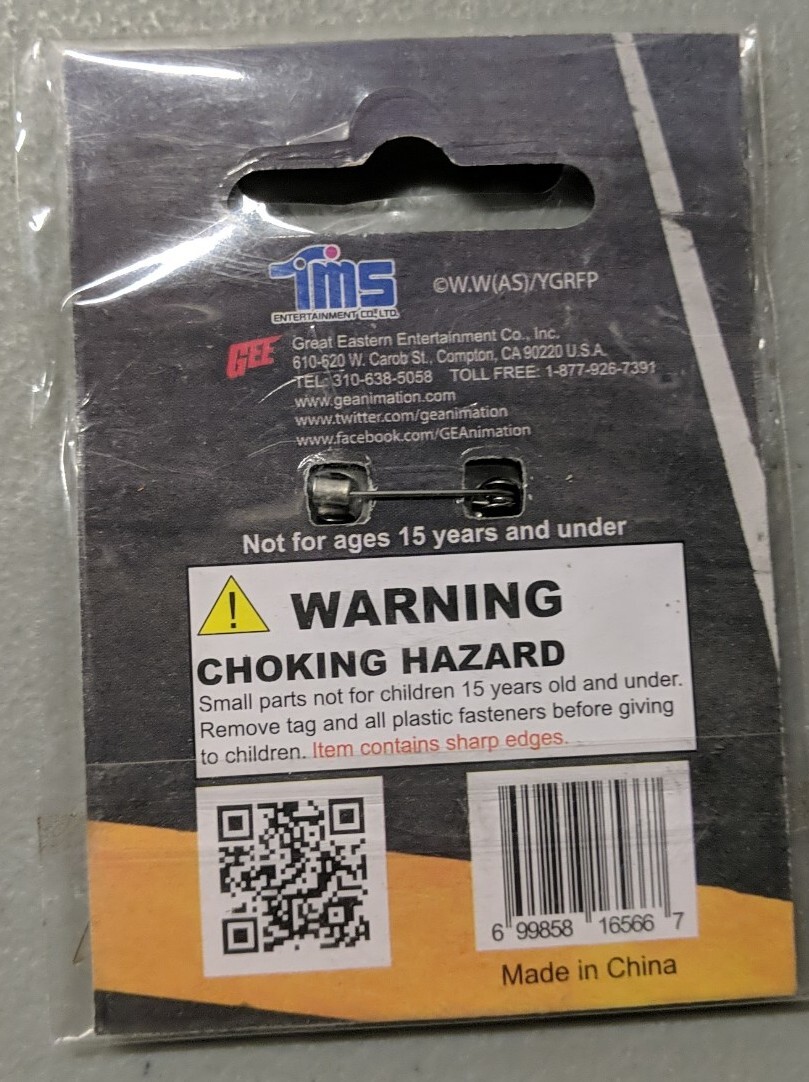 TMS
ENTERTAINMENT CO., LTD.
©W.W(AS)/YGRFP
GEE
Great Eastern Entertainment Co., Inc.
610-620 W. Carob St., Compton, CA 90220 U.S.A.
TEL: 310-638-5058 TOLL FREE: 1-877-926-7391
www.geanimation.com
www.twitter.com/geanimation
www.facebook.com/GEAnimation
Not for ages 15 years and under
! WARNING
CHOKING HAZARD
Small parts not for children 15 years old and under.
Remove tag and all plastic fasteners before giving
to children. Item contains sharp edges.
6 99858 16566 7
Made in China